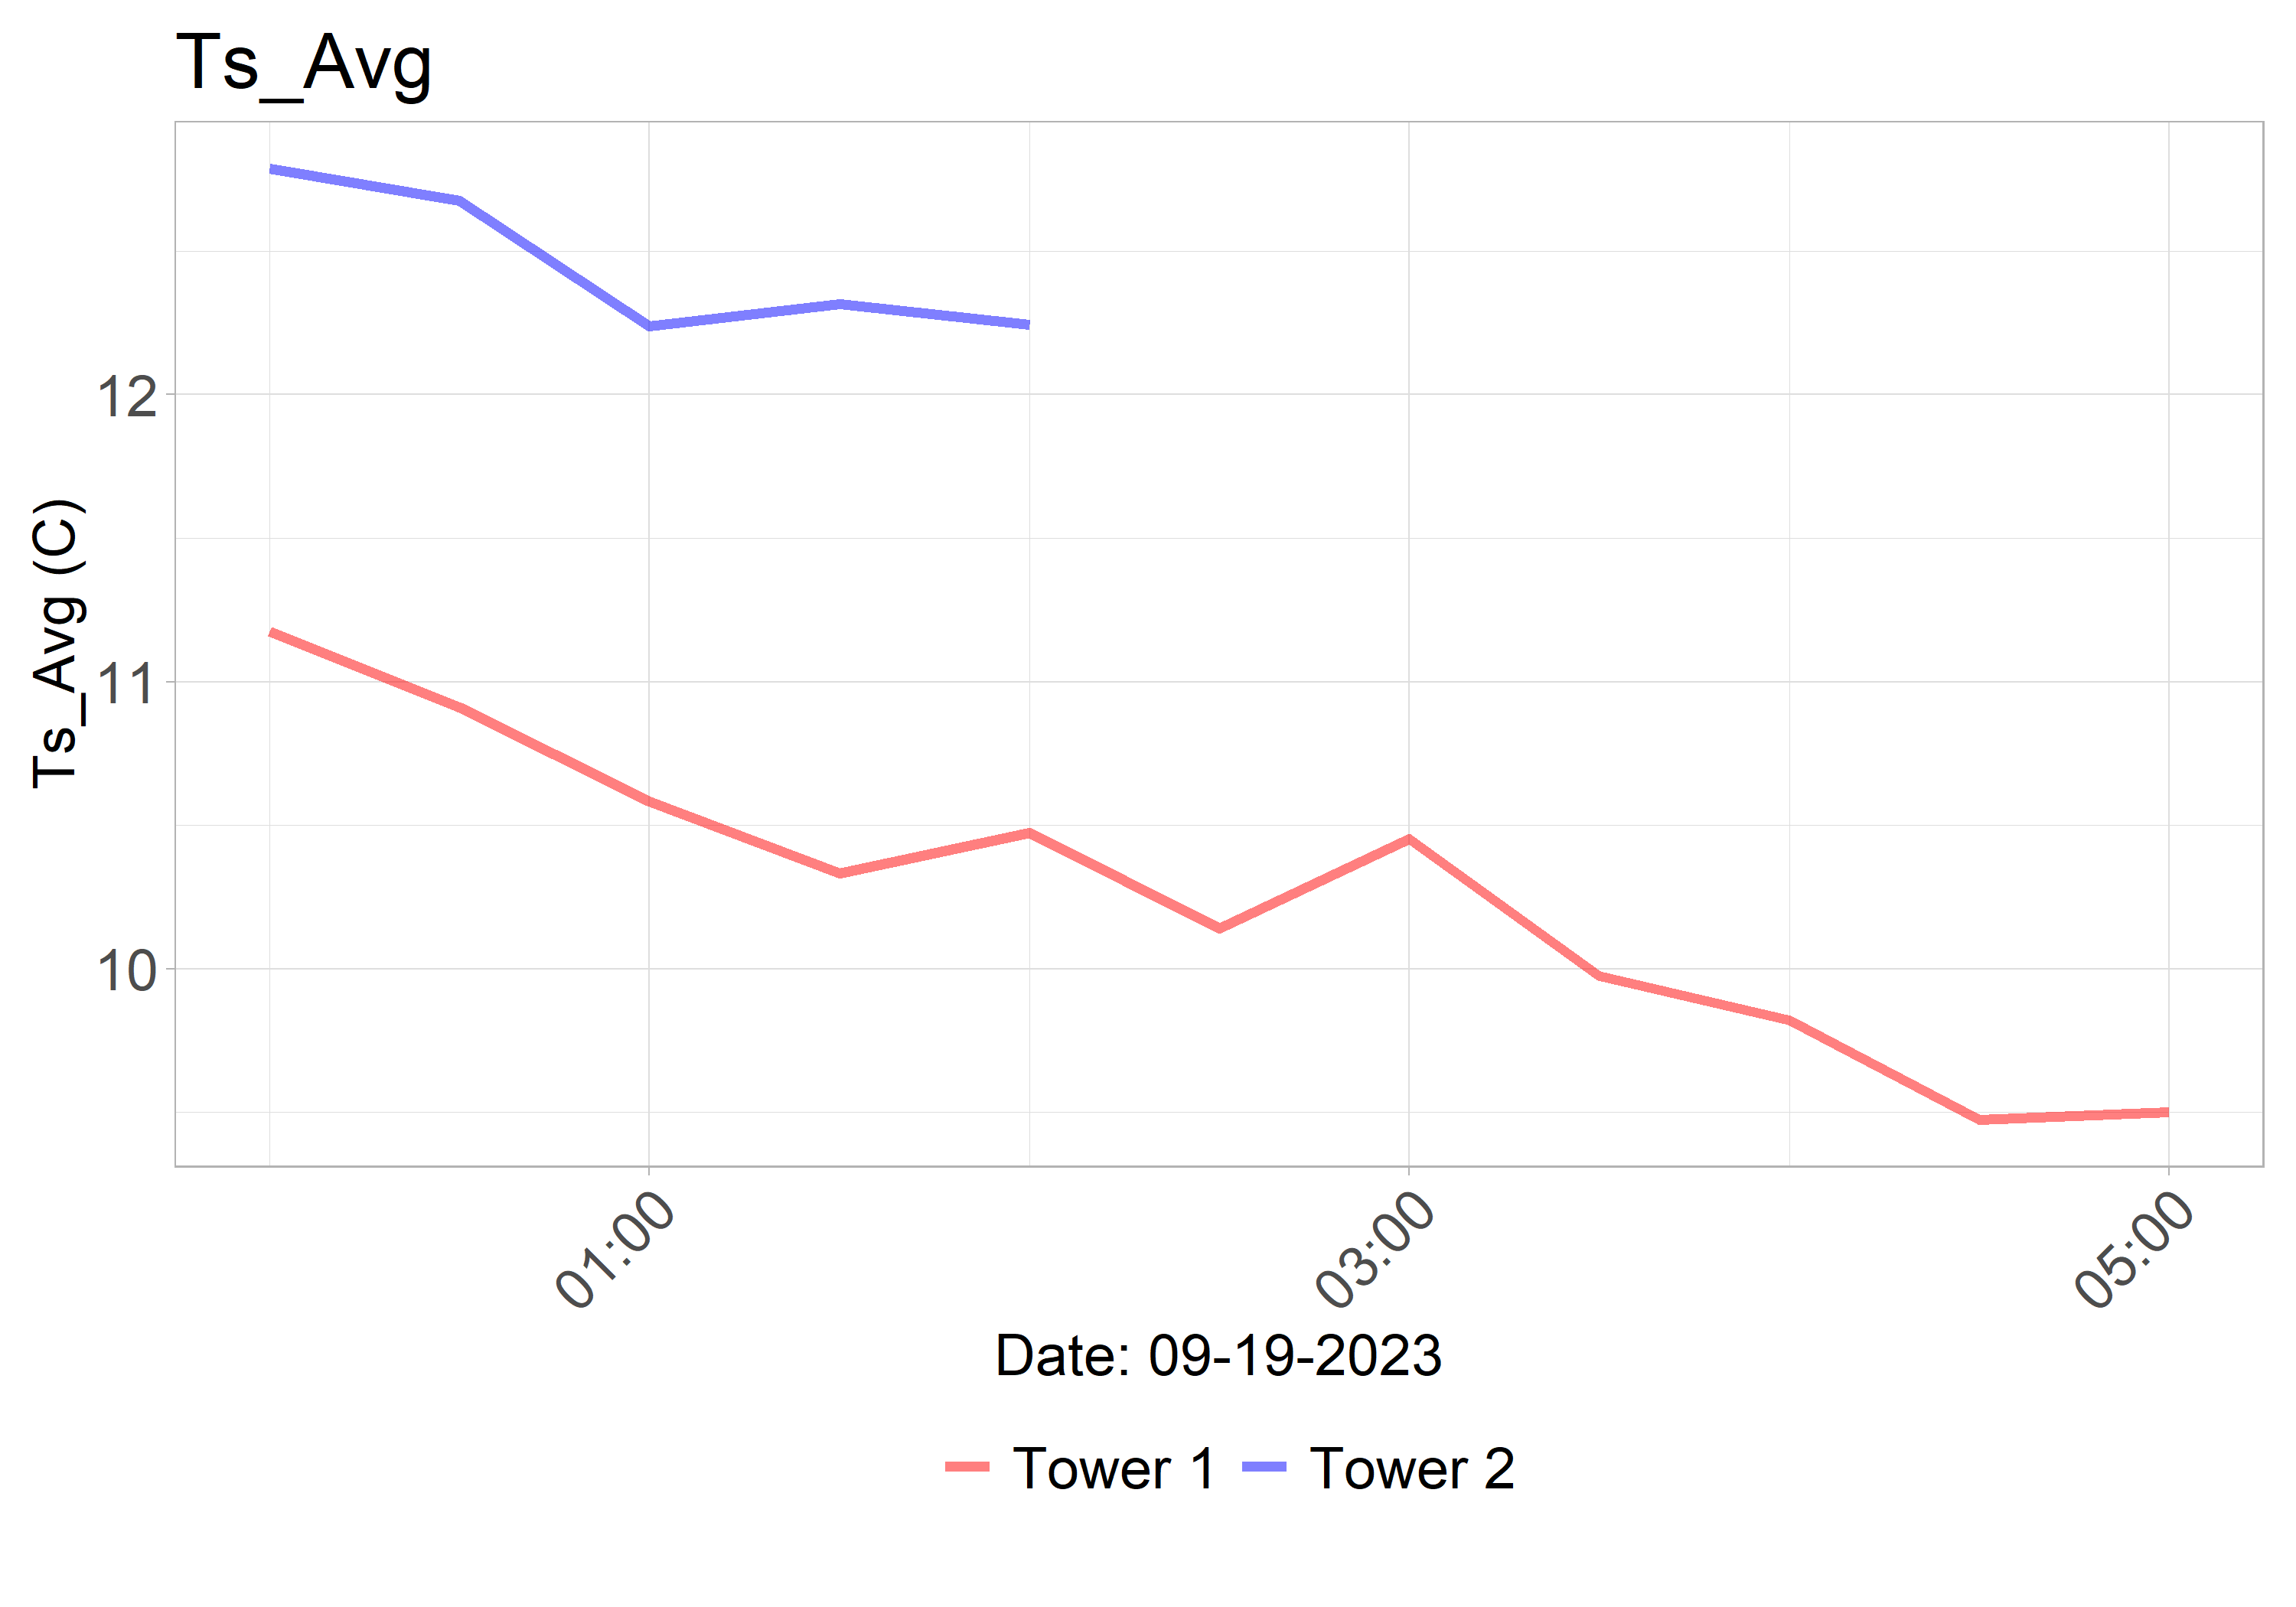 Ts_Avg
Ts_Avg (C)
12
11
10
01:00
03:00
05:00
Date: 09-19-2023
Tower 1
Tower 2